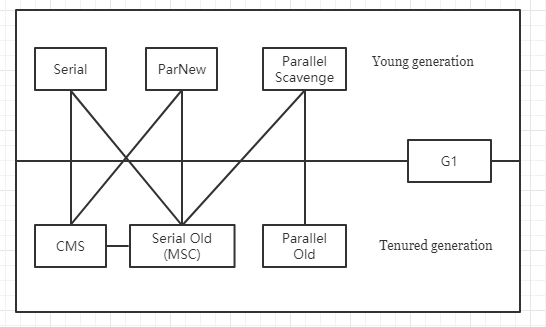 Serial
ParNew
Parallel
Scavenge
Young generation
G1
CMS
Serial Old
(MSC)
Parallel
Old
Tenured generation